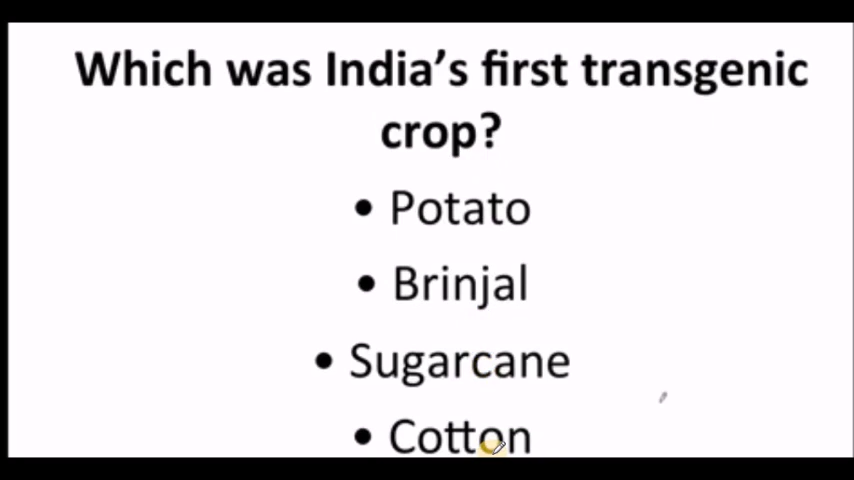 Which was India's first transgenic
crop?
• Potato
• Brinjal
• Sugarcane
• Cotton